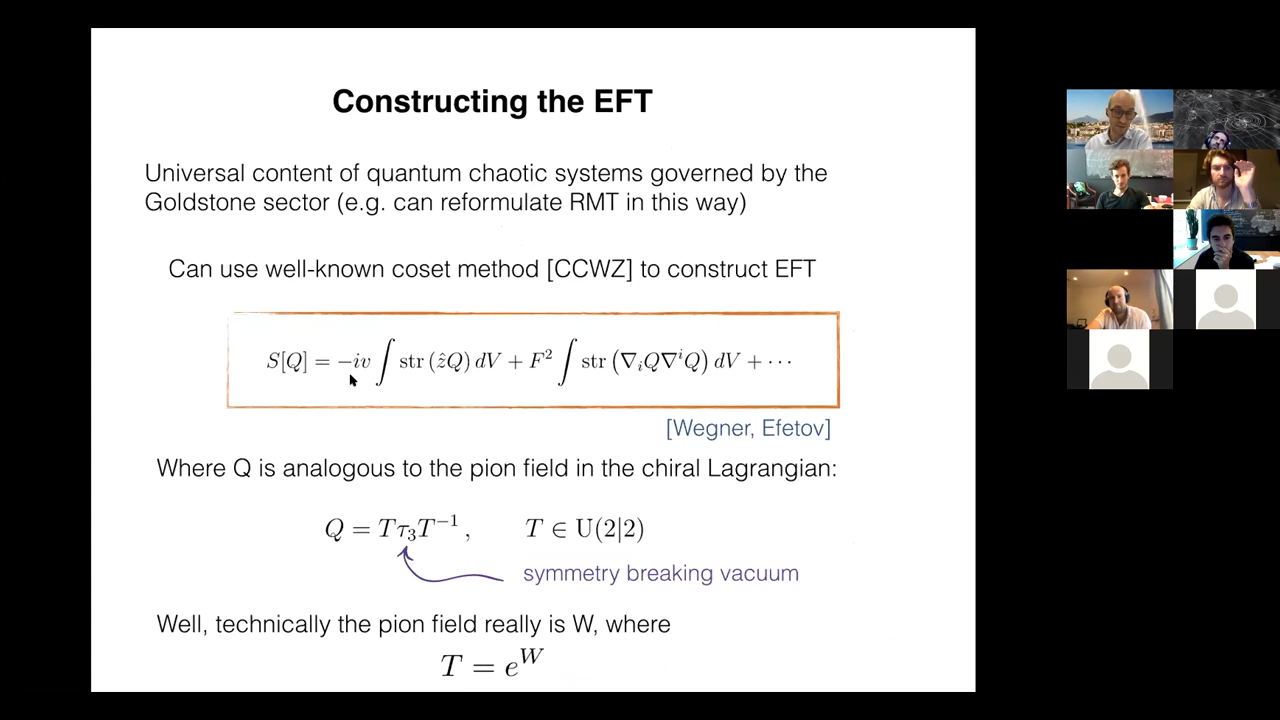 Constructing the EFT
Universal content of quantum chaotic systems governed by the
Goldstone sector (e.g. can reformulate RMT in this way)
Can use well-known coset method [CCWZ] to construct EFT
S[Q] = −iv ∫ str (ẑQ) dV + F² ∫ str (∇ᵢQ∇ⁱQ) dV + ⋯
[Wegner, Efetov]
Where Q is analogous to the pion field in the chiral Lagrangian:
Q = Tτ₃T⁻¹ , T ∈ U(2|2)
symmetry breaking vacuum
Well, technically the pion field really is W, where
T = e^W